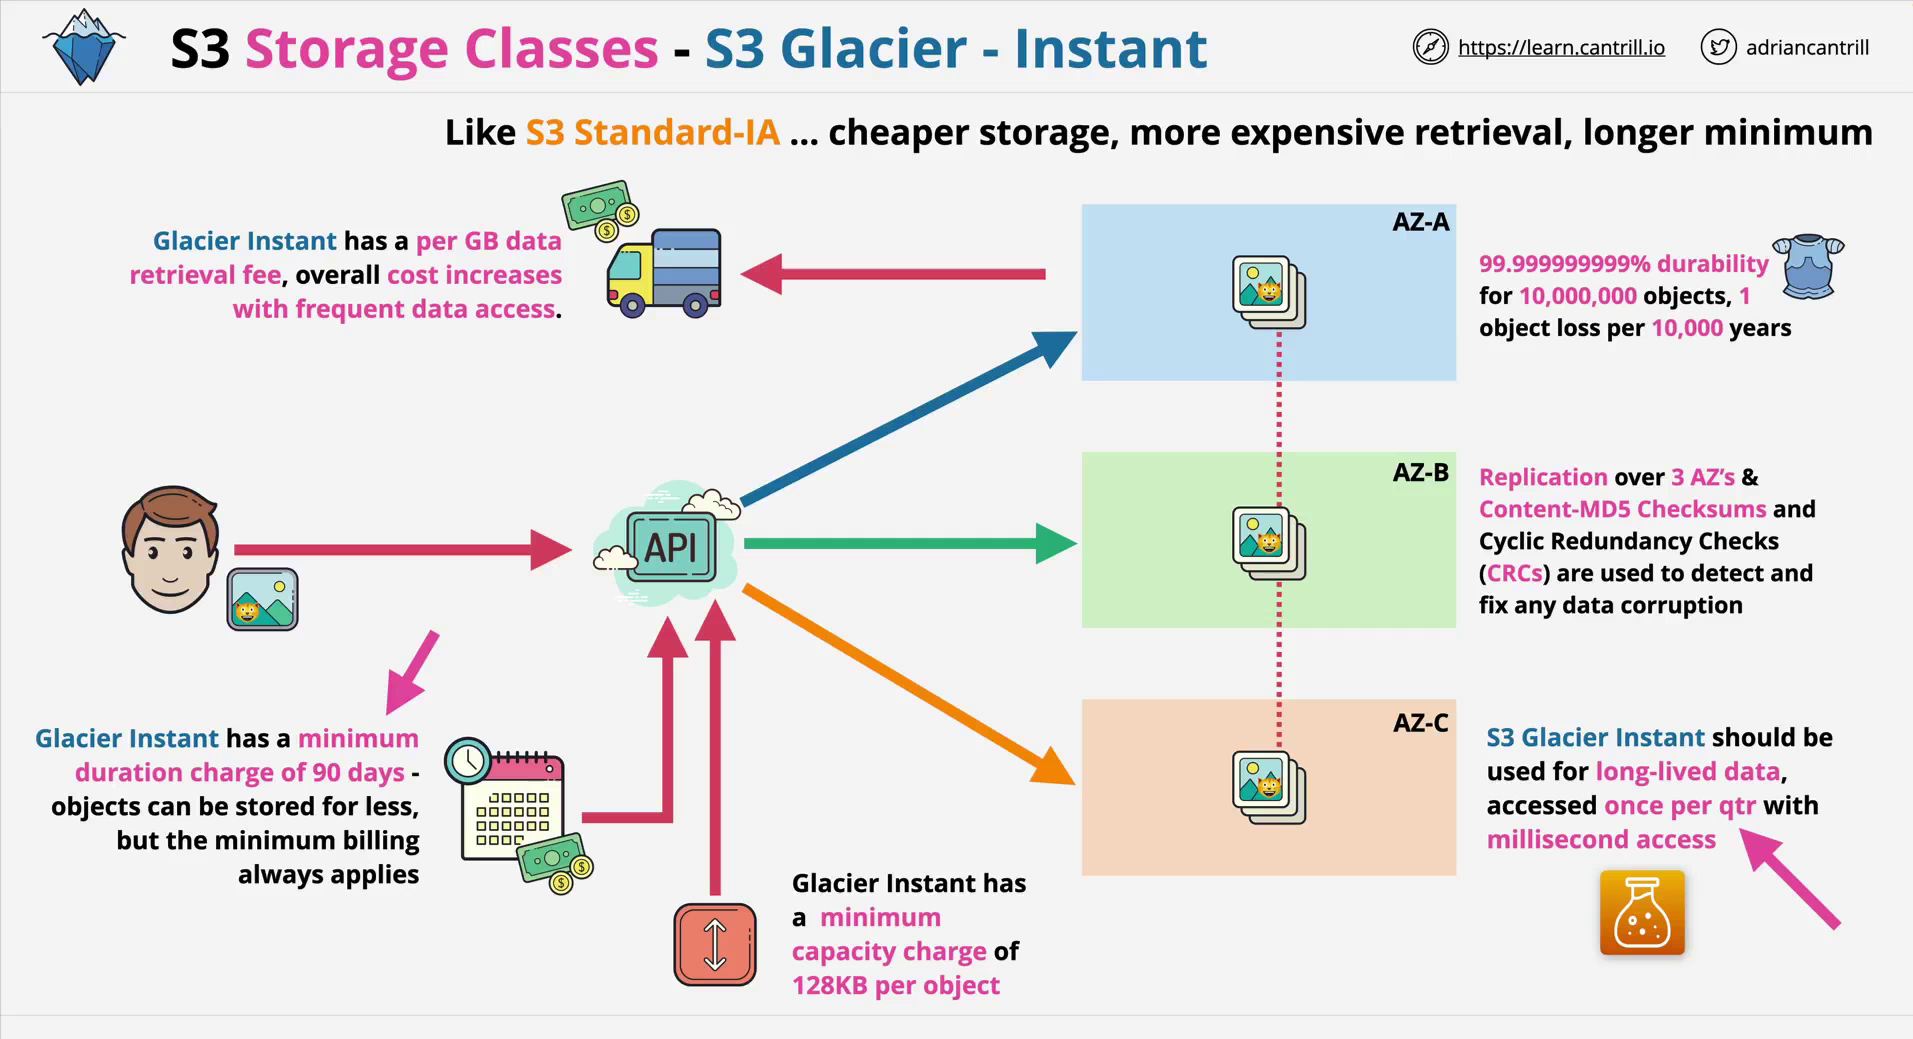 S3 Storage Classes - S3 Glacier - Instant
https://learn.cantrill.io
adriancantrill
Like S3 Standard-IA ... cheaper storage, more expensive retrieval, longer minimum
Glacier Instant has a per GB data
retrieval fee, overall cost increases
with frequent data access.
AZ-A
99.999999999% durability
for 10,000,000 objects, 1
object loss per 10,000 years
API
AZ-B
Replication over 3 AZ's &
Content-MD5 Checksums and
Cyclic Redundancy Checks
(CRCs) are used to detect and
fix any data corruption
Glacier Instant has a minimum
duration charge of 90 days -
objects can be stored for less,
but the minimum billing
always applies
Glacier Instant has
a minimum
capacity charge of
128KB per object
AZ-C
S3 Glacier Instant should be
used for long-lived data,
accessed once per qtr with
millisecond access